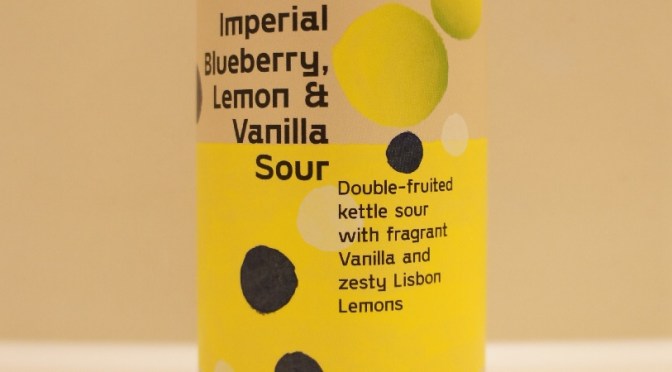 Imperial
Blueberry,
Lemon &
Vanilla
Sour
Double-fruited
kettle sour
with fragrant
Vanilla and
zesty Lisbon
Lemons